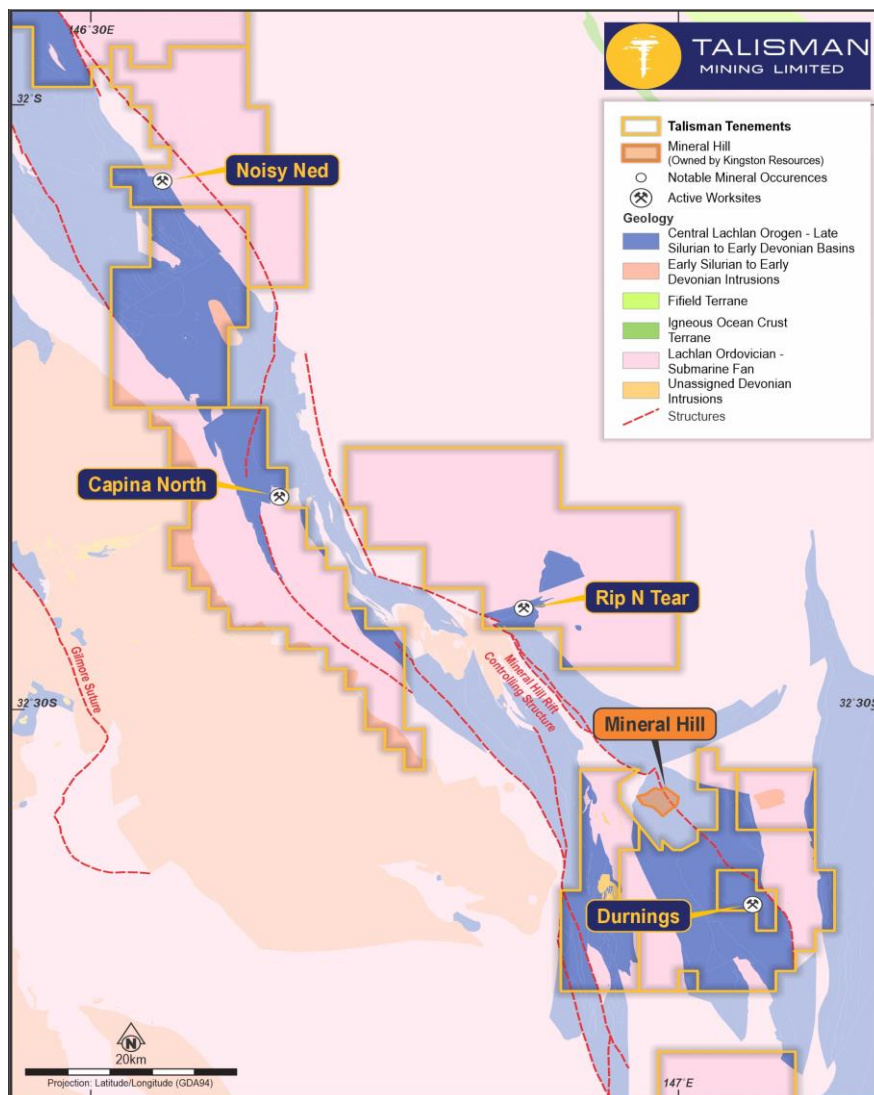 146°30E
TALISMAN
MINING LIMITED
32°S
Talisman Tenements
Mineral Hill
(Owned by Kingston Resources)
Notable Mineral Occurences
Active Worksites
Geology
Central Lachlan Orogen - Late
Silurian to Early Devonian Basins
Early Silurian to Early
Devonian Intrusions
Fifield Terrane
Igneous Ocean Crust
Terrane
Lachlan Ordovician -
Submarine Fan
Unassigned Devonian
Intrusions
Structures
Noisy Ned
Capina North
Rip N Tear
Gilmore Suture
Mineral Hill Rift
Controlling Structure
32°30S
32°30S
Mineral Hill
Durnings
N
20km
Projection: Latitude/Longitude (GDA94)
147°E